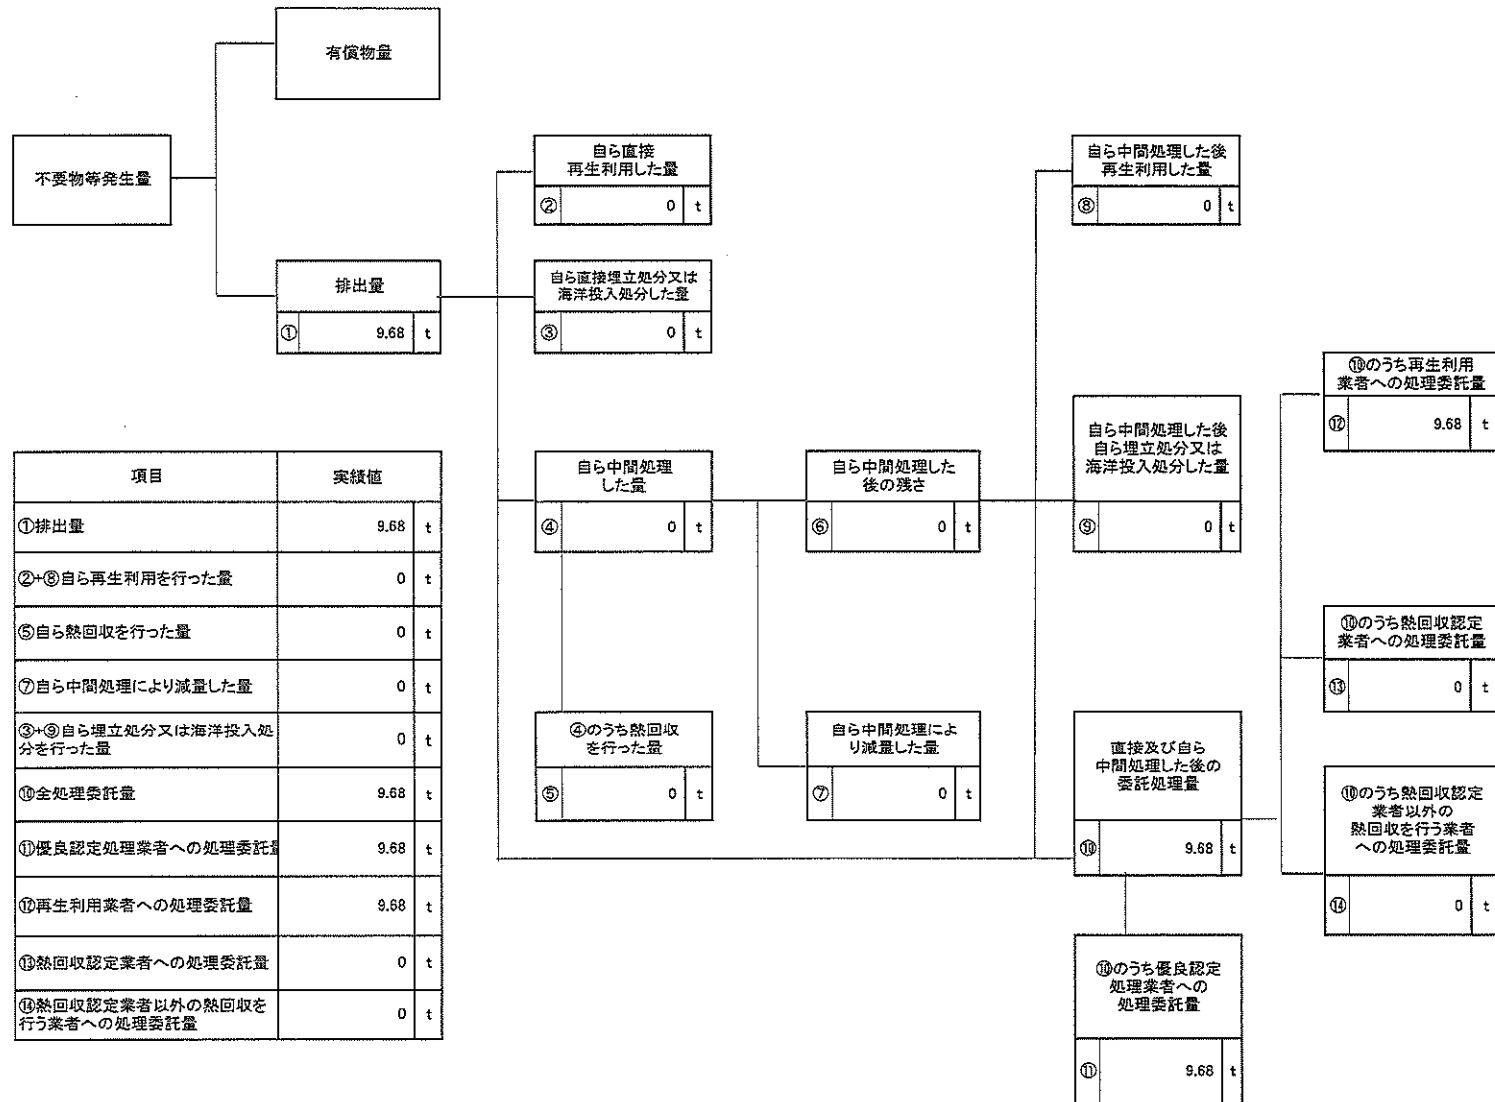 有償物量
不要物等発生量
排出量
① 9.68 t
自ら直接
再生利用した量
② 0 t
自ら直接埋立処分又は
海洋投入処分した量
③ 0 t
自ら中間処理
した量
④ 0 t
④のうち熱回収
を行った量
⑤ 0 t
自ら中間処理した
後の残さ
⑥ 0 t
自ら中間処理によ
り減量した量
⑦ 0 t
自ら中間処理した後
再生利用した量
⑧ 0 t
自ら中間処理した後
自ら埋立処分又は
海洋投入処分した量
⑨ 0 t
直接及び自ら
中間処理した後の
委託処理量
⑩ 9.68 t
⑩のうち優良認定
処理業者への
処理委託量
⑪ 9.68 t
⑩のうち再生利用
業者への処理委託量
⑫ 9.68 t
⑩のうち熱回収認定
業者への処理委託量
⑬ 0 t
⑩のうち熱回収認定
業者以外の
熱回収を行う業者
への処理委託量
⑭ 0 t
項目 実績値
①排出量 9.68 t
②+⑧自ら再生利用を行った量 0 t
⑤自ら熱回収を行った量 0 t
⑦自ら中間処理により減量した量 0 t
③+⑨自ら埋立処分又は海洋投入処
分を行った量 0 t
⑩全処理委託量 9.68 t
⑪優良認定処理業者への処理委託量 9.68 t
⑫再生利用業者への処理委託量 9.68 t
⑬熱回収認定業者への処理委託量 0 t
⑭熱回収認定業者以外の熱回収を
行う業者への処理委託量 0 t